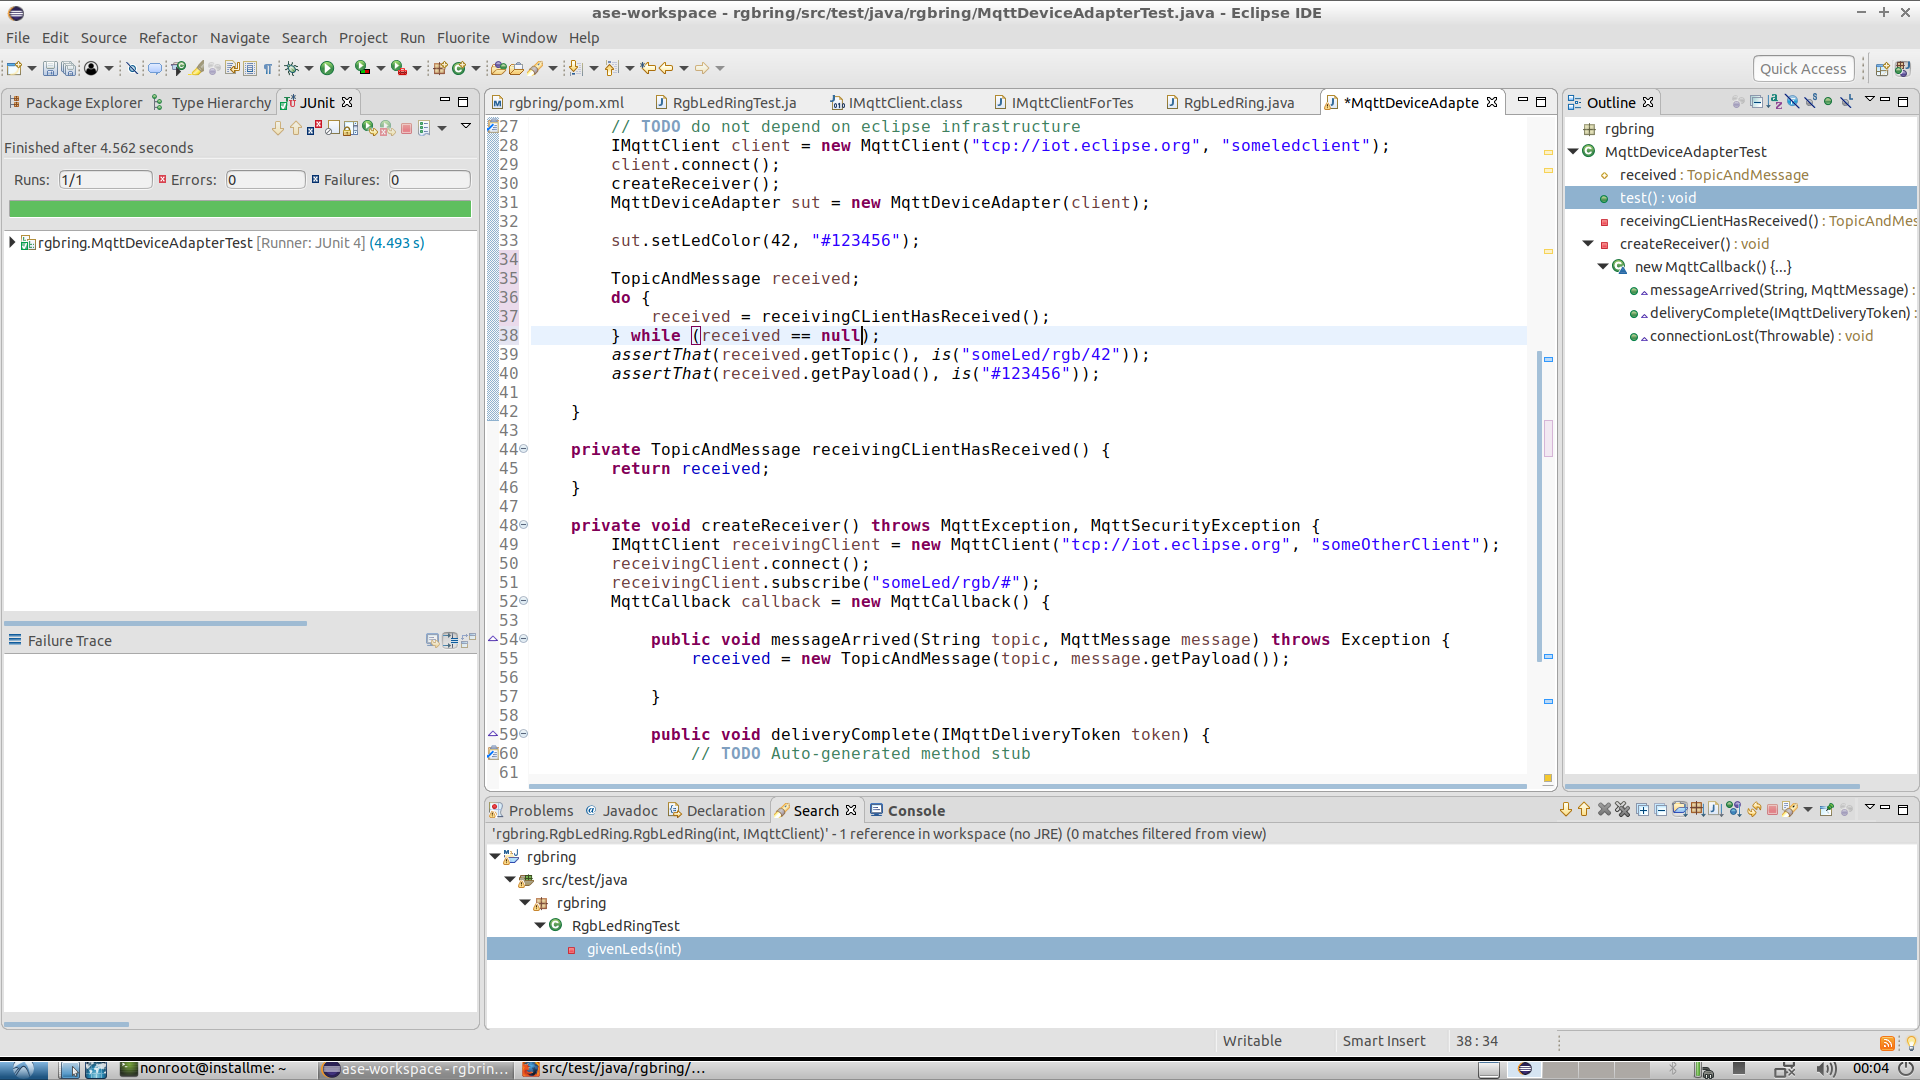 ase-workspace - rgbring/src/test/java/rgbring/MqttDeviceAdapterTest.java - Eclipse IDE
File Edit Source Refactor Navigate Search Project Run Fluorite Window Help
Quick Access
Package Explorer Type Hierarchy JUnit
Finished after 4.562 seconds
Runs: 1/1 Errors: 0 Failures: 0
rgbring.MqttDeviceAdapterTest [Runner: JUnit 4] (4.493 s)
Failure Trace
rgbring/pom.xml RgbLedRingTest.ja IMqttClient.class IMqttClientForTes RgbLedRing.java *MqttDeviceAdapte
27 // TODO do not depend on eclipse infrastructure
28 IMqttClient client = new MqttClient("tcp://iot.eclipse.org", "someledclient");
29 client.connect();
30 createReceiver();
31 MqttDeviceAdapter sut = new MqttDeviceAdapter(client);
32
33 sut.setLedColor(42, "#123456");
34
35 TopicAndMessage received;
36 do {
37 received = receivingCLientHasReceived();
38 } while (received == null);
39 assertThat(received.getTopic(), is("someLed/rgb/42"));
40 assertThat(received.getPayload(), is("#123456"));
41
42 }
43
44 private TopicAndMessage receivingCLientHasReceived() {
45 return received;
46 }
47
48 private void createReceiver() throws MqttException, MqttSecurityException {
49 IMqttClient receivingClient = new MqttClient("tcp://iot.eclipse.org", "someOtherClient");
50 receivingClient.connect();
51 receivingClient.subscribe("someLed/rgb/#");
52 MqttCallback callback = new MqttCallback() {
53
54 public void messageArrived(String topic, MqttMessage message) throws Exception {
55 received = new TopicAndMessage(topic, message.getPayload());
56
57 }
58
59 public void deliveryComplete(IMqttDeliveryToken token) {
60 // TODO Auto-generated method stub
61
Outline
rgbring
MqttDeviceAdapterTest
received : TopicAndMessage
test() : void
receivingCLientHasReceived() : TopicAndMes
createReceiver() : void
new MqttCallback() {...}
messageArrived(String, MqttMessage) :
deliveryComplete(IMqttDeliveryToken) :
connectionLost(Throwable) : void
Problems Javadoc Declaration Search Console
'rgbring.RgbLedRing.RgbLedRing(int, IMqttClient)' - 1 reference in workspace (no JRE) (0 matches filtered from view)
rgbring
src/test/java
rgbring
RgbLedRingTest
givenLeds(int)
Writable Smart Insert 38 : 34
nonroot@installme: ~ ase-workspace - rgbrin... src/test/java/rgbring/... 00:04